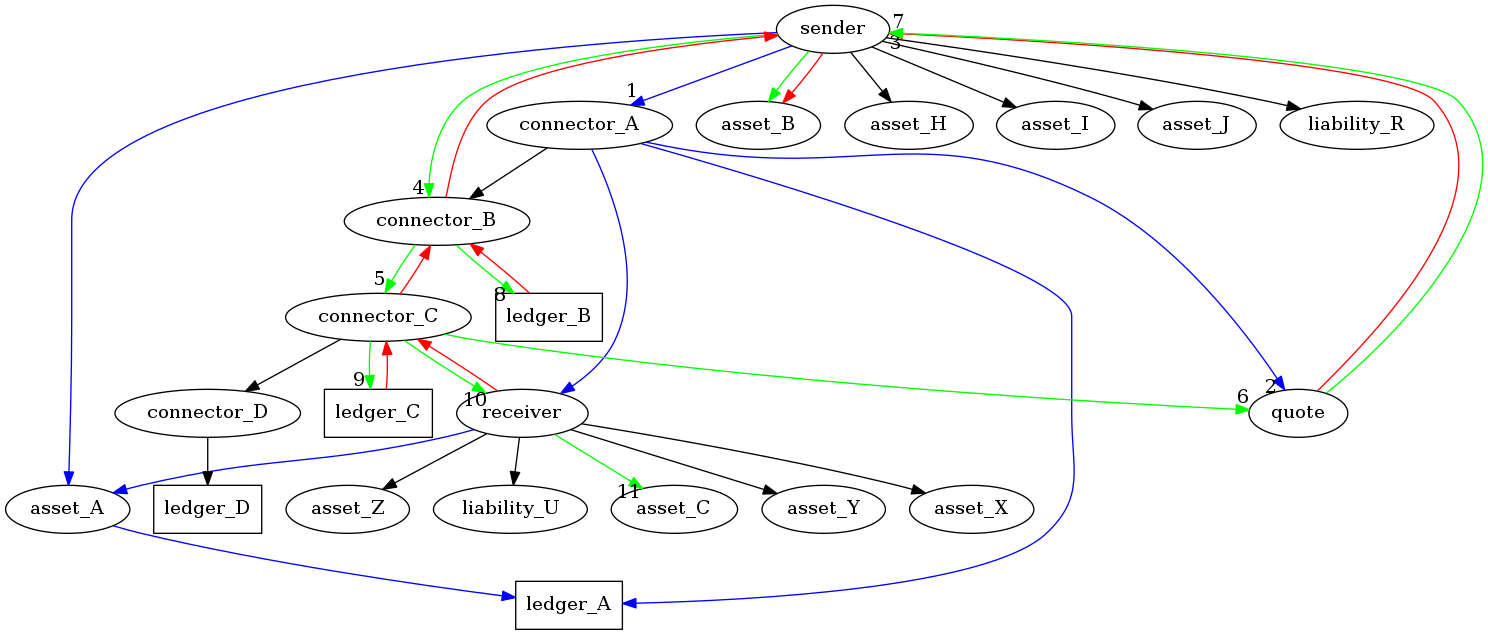 sender
7
3
1
connector_A
asset_B
asset_H
asset_I
asset_J
liability_R
4
connector_B
5
8
connector_C
ledger_B
9
10
6
2
connector_D
ledger_C
receiver
quote
11
asset_A
ledger_D
asset_Z
liability_U
asset_C
asset_Y
asset_X
ledger_A